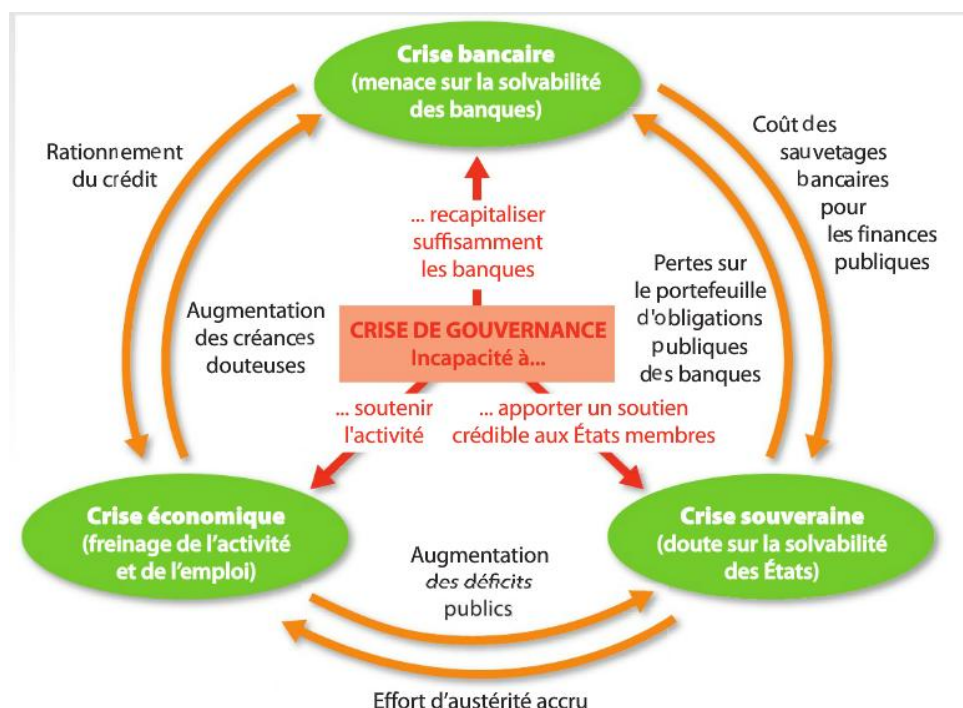 Crise bancaire
(menace sur la solvabilité
des banques)
Rationnement
du crédit
Coût des
sauvetages
bancaires
pour
les finances
publiques
... recapitaliser
suffisamment
les banques
Augmentation
des créances
douteuses
Pertes sur
le portefeuille
d'obligations
publiques
des banques
CRISE DE GOUVERNANCE
Incapacité à...
... soutenir
l'activité
... apporter un soutien
crédible aux États membres
Crise économique
(freinage de l'activité
et de l'emploi)
Crise souveraine
(doute sur la solvabilité
des États)
Augmentation
des déficits
publics
Effort d'austérité accru